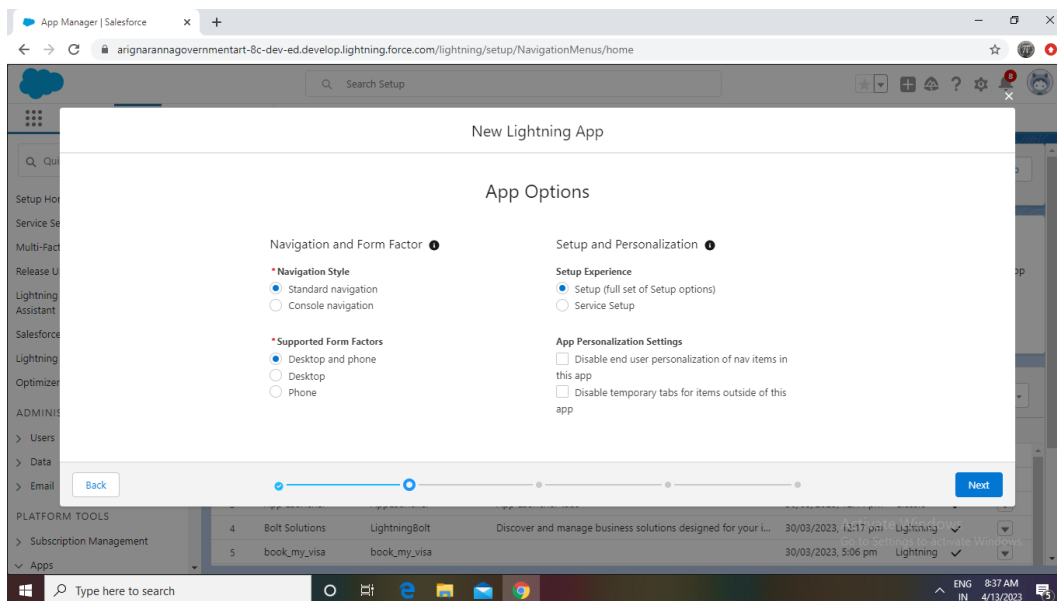 App Manager | Salesforce
arignarannagovernmentart-8c-dev-ed.develop.lightning.force.com/lightning/setup/NavigationMenus/home
Search Setup
8
New Lightning App
Qui
App Options
Setup Hor
Service Se
Multi-Fact
Release U
Lightning
Assistant
Salesforce
Lightning
Optimizer
ADMINIS
Users
Data
Email
Navigation and Form Factor
*Navigation Style
Standard navigation
Console navigation
*Supported Form Factors
Desktop and phone
Desktop
Phone
Setup and Personalization
Setup Experience
Setup (full set of Setup options)
Service Setup
App Personalization Settings
Disable end user personalization of nav items in
this app
Disable temporary tabs for items outside of this
app
Back
Next
PLATFORM TOOLS
Subscription Management
Apps
4 Bolt Solutions LightningBolt Discover and manage business solutions designed for your i... 30/03/2023, 12:17 pm Lightning
5 book_my_visa book_my_visa 30/03/2023, 5:06 pm Lightning
Activate Windows
Go to Settings to activate Windows.
Type here to search
ENG
IN
8:37 AM
4/13/2023
5